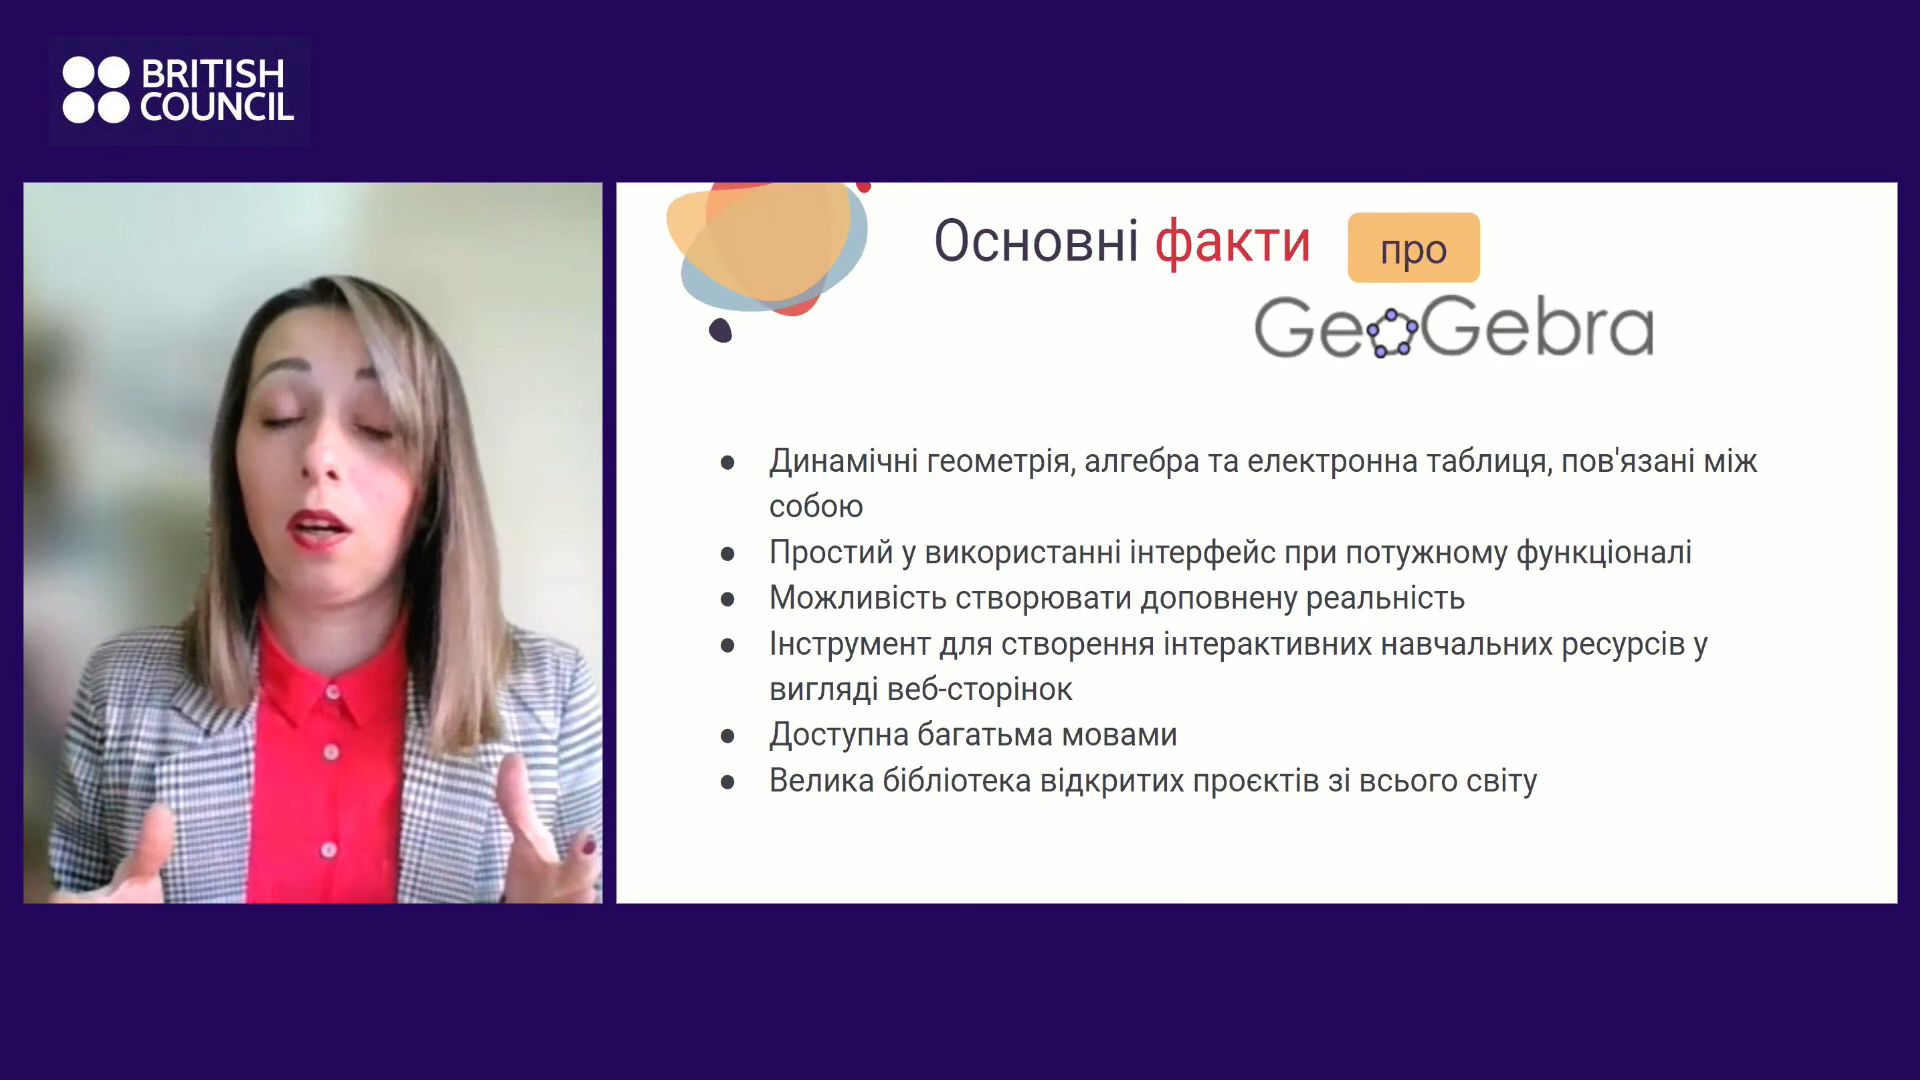 BRITISH
COUNCIL
Основні факти про
GeoGebra
● Динамічні геометрія, алгебра та електронна таблиця, пов'язані між
собою
● Простий у використанні інтерфейс при потужному функціоналі
● Можливість створювати доповнену реальність
● Інструмент для створення інтерактивних навчальних ресурсів у
вигляді веб-сторінок
● Доступна багатьма мовами
● Велика бібліотека відкритих проєктів зі всього світу